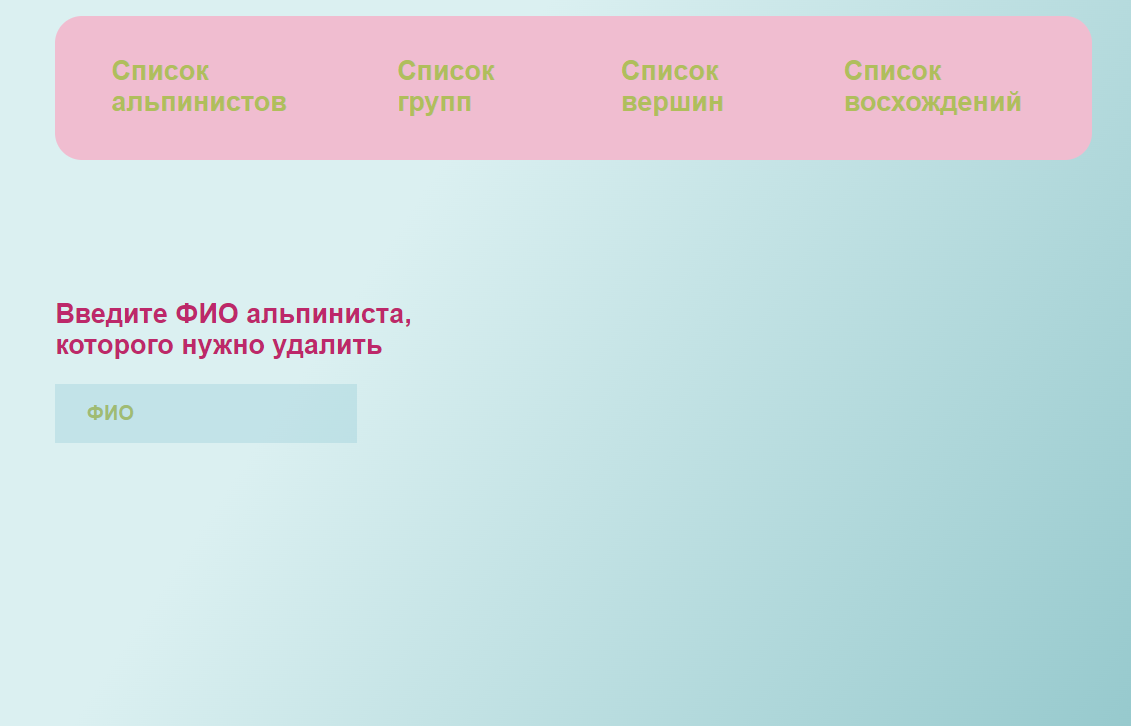 Список
альпинистов
Список
групп
Список
вершин
Список
восхождений
Введите ФИО альпиниста,
которого нужно удалить
ФИО